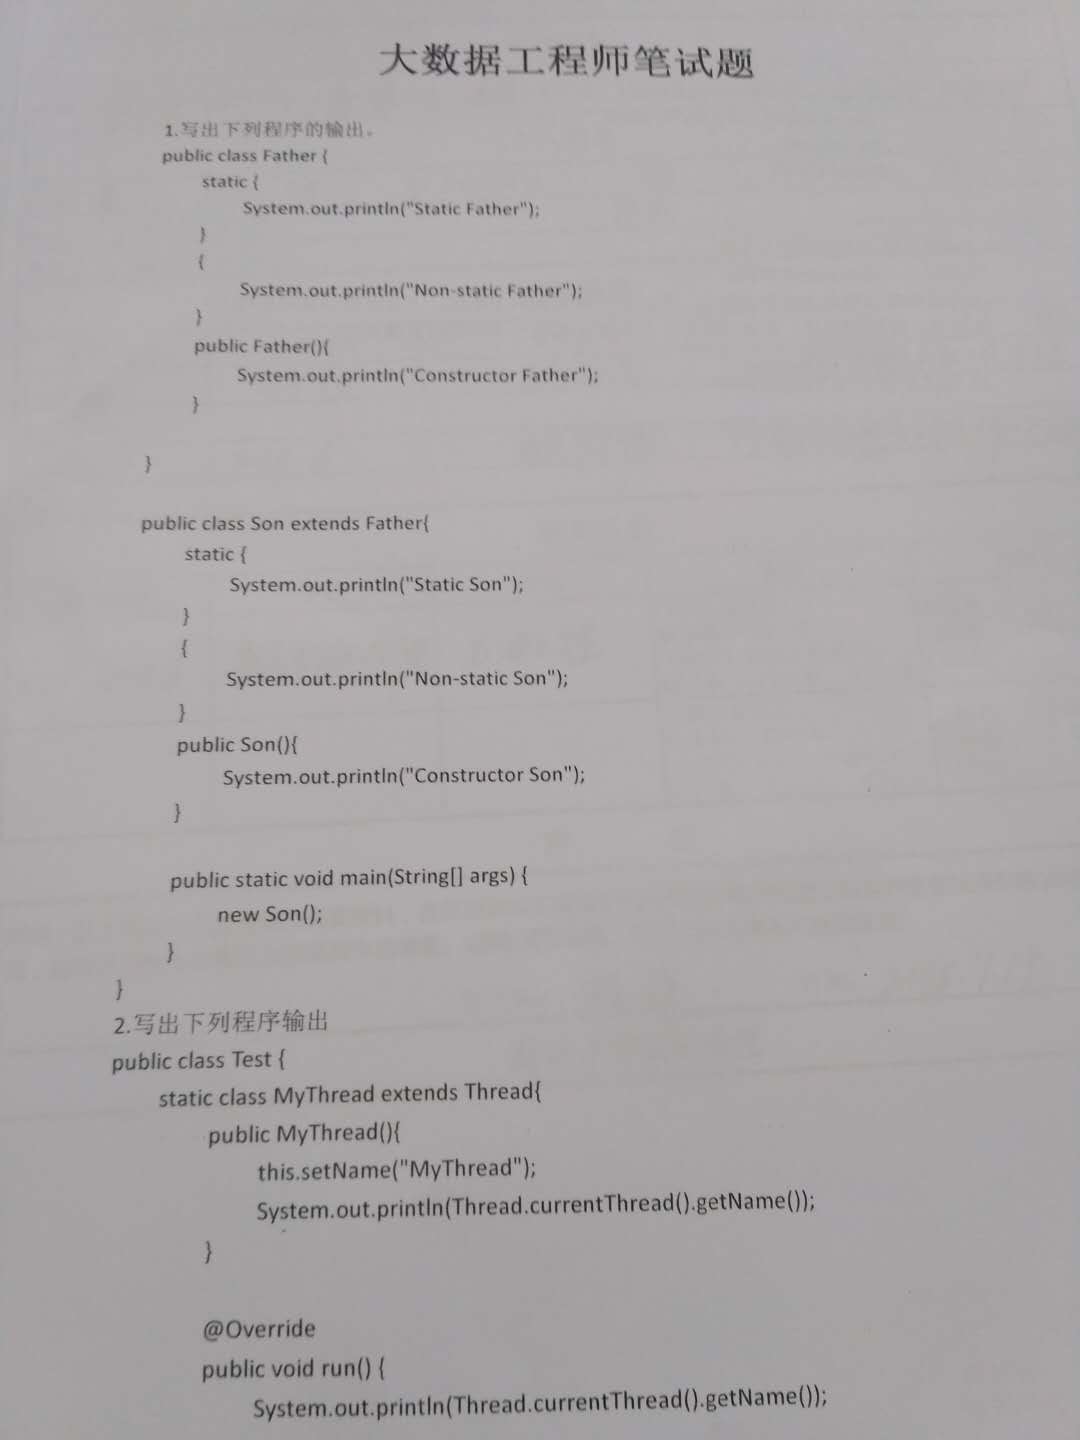 大数据工程师笔试题
1.写出下列程序的输出。
public class Father {
static {
System.out.println("Static Father");
}
{
System.out.println("Non-static Father");
}
public Father(){
System.out.println("Constructor Father");
}
}
public class Son extends Father{
static {
System.out.println("Static Son");
}
{
System.out.println("Non-static Son");
}
public Son(){
System.out.println("Constructor Son");
}
public static void main(String[] args) {
new Son();
}
}
2.写出下列程序输出
public class Test {
static class MyThread extends Thread{
public MyThread(){
this.setName("MyThread");
System.out.println(Thread.currentThread().getName());
}
@Override
public void run() {
System.out.println(Thread.currentThread().getName());